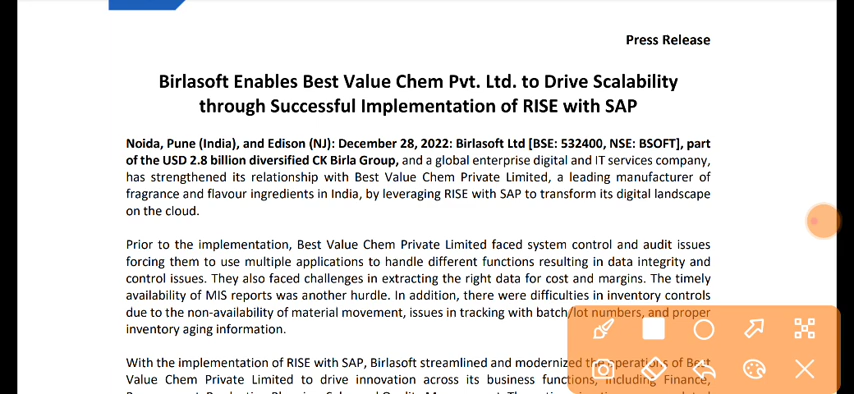 Press Release
Birlasoft Enables Best Value Chem Pvt. Ltd. to Drive Scalability
through Successful Implementation of RISE with SAP
Noida, Pune (India), and Edison (NJ): December 28, 2022: Birlasoft Ltd [BSE: 532400, NSE: BSOFT], part
of the USD 2.8 billion diversified CK Birla Group, and a global enterprise digital and IT services company,
has strengthened its relationship with Best Value Chem Private Limited, a leading manufacturer of
fragrance and flavour ingredients in India, by leveraging RISE with SAP to transform its digital landscape
on the cloud.
Prior to the implementation, Best Value Chem Private Limited faced system control and audit issues
forcing them to use multiple applications to handle different functions resulting in data integrity and
control issues. They also faced challenges in extracting the right data for cost and margins. The timely
availability of MIS reports was another hurdle. In addition, there were difficulties in inventory controls
due to the non-availability of material movement, issues in tracking with batch/lot numbers, and proper
inventory aging information.
With the implementation of RISE with SAP, Birlasoft streamlined and modernized the operations of Best
Value Chem Private Limited to drive innovation across its business functions, including Finance,